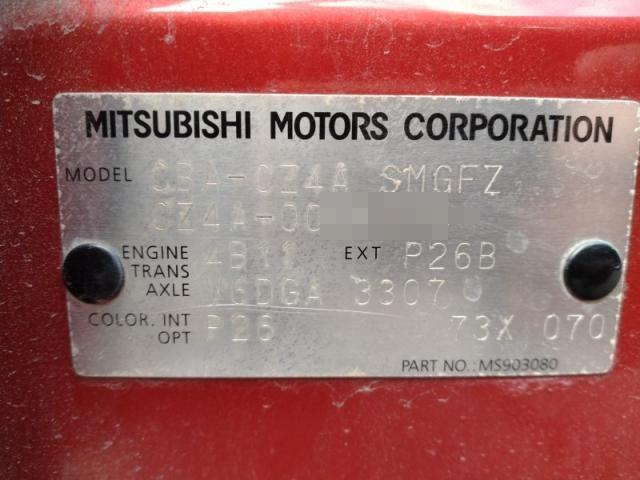 MITSUBISHI MOTORS CORPORATION
MODEL CBA-CZ4A SMGFZ
CZ4A-00
ENGINE 4B11 EXT P26B
TRANS
AXLE W6DGA 3307
COLOR. INT P26 73X 070
OPT
PART NO.: MS903080